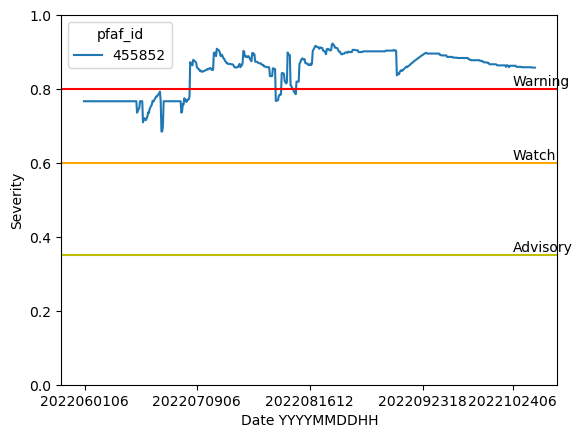 1.0
0.8
0.6
0.4
0.2
0.0
Severity
pfaf_id
455852
Warning
Watch
Advisory
2022060106 2022070906 2022081612 2022092318 2022102406
Date YYYYMMDDHH